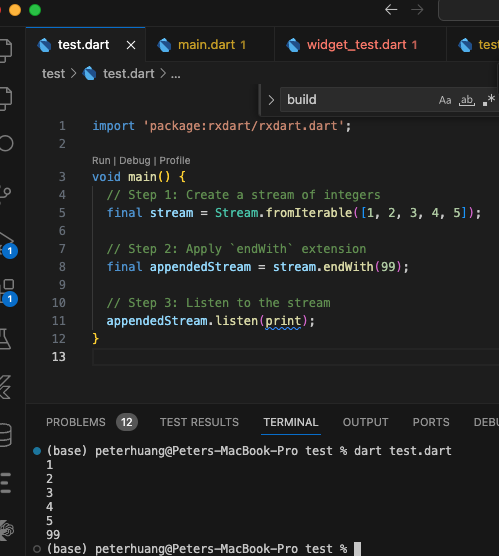 test.dart
main.dart 1
widget_test.dart 1
test > test.dart > ...
build
Aa ab .*
1 import 'package:rxdart/rxdart.dart';
2
Run | Debug | Profile
3 void main() {
4 // Step 1: Create a stream of integers
5 final stream = Stream.fromIterable([1, 2, 3, 4, 5]);
6
7 // Step 2: Apply `endWith` extension
8 final appendedStream = stream.endWith(99);
9
10 // Step 3: Listen to the stream
11 appendedStream.listen(print);
12 }
13
1
1
PROBLEMS 12 TEST RESULTS TERMINAL OUTPUT PORTS
(base) peterhuang@Peters-MacBook-Pro test % dart test.dart
1
2
3
4
5
99
(base) peterhuang@Peters-MacBook-Pro test %